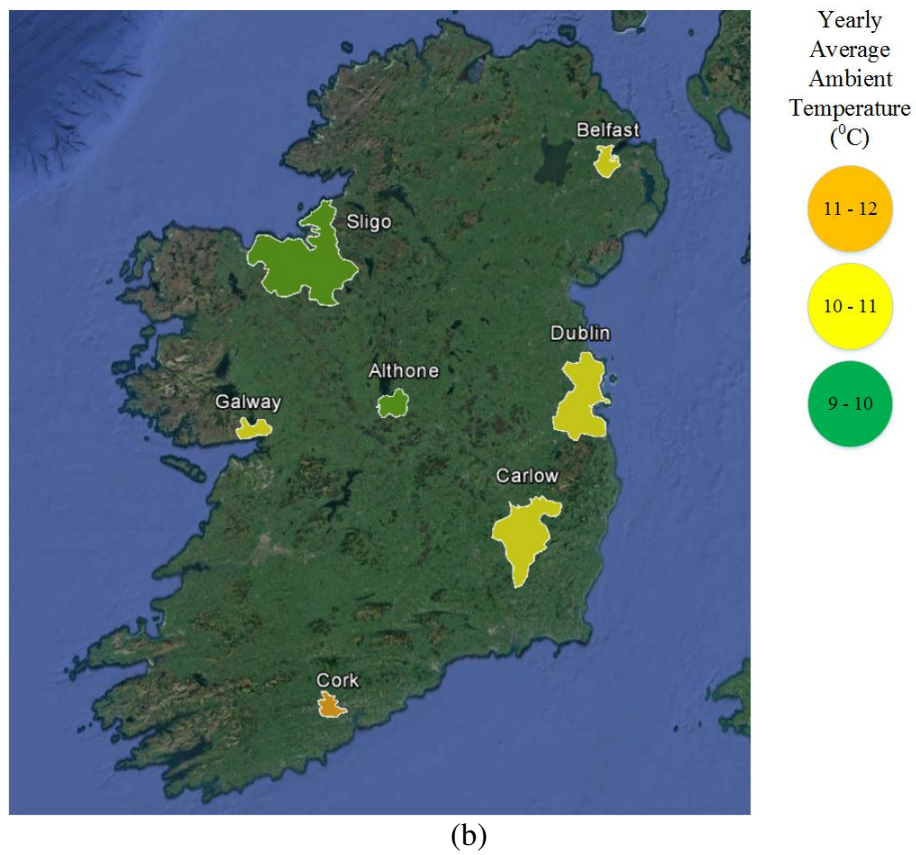 Yearly
Average
Ambient
Temperature
(⁰C)
11 - 12
10 - 11
9 - 10
Belfast
Sligo
Dublin
Althone
Galway
Carlow
Cork
(b)